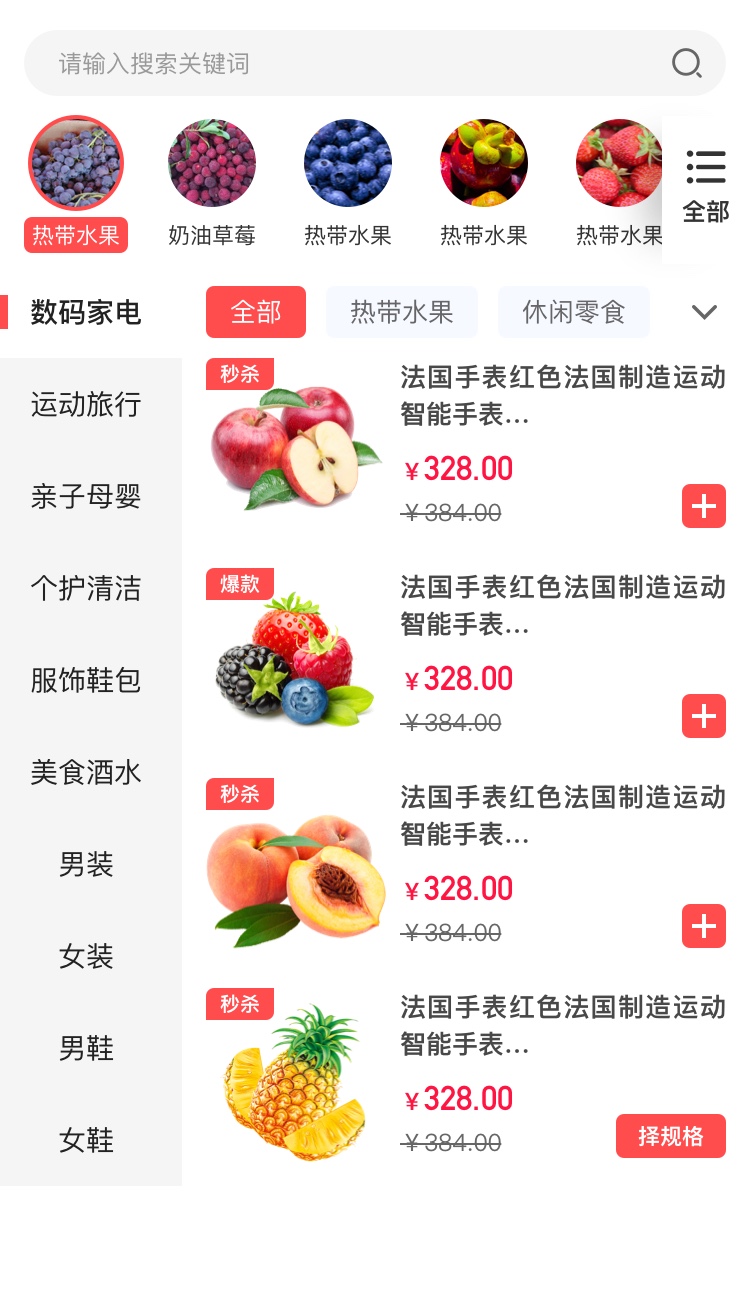 请输入搜索关键词
热带水果
奶油草莓
热带水果
热带水果
热带水果
全部
数码家电
运动旅行
亲子母婴
个护清洁
服饰鞋包
美食酒水
男装
女装
男鞋
女鞋
全部
热带水果
休闲零食
秒杀
法国手表红色法国制造运动
智能手表...
￥328.00
￥384.00
爆款
法国手表红色法国制造运动
智能手表...
￥328.00
￥384.00
秒杀
法国手表红色法国制造运动
智能手表...
￥328.00
￥384.00
秒杀
法国手表红色法国制造运动
智能手表...
￥328.00
￥384.00
择规格